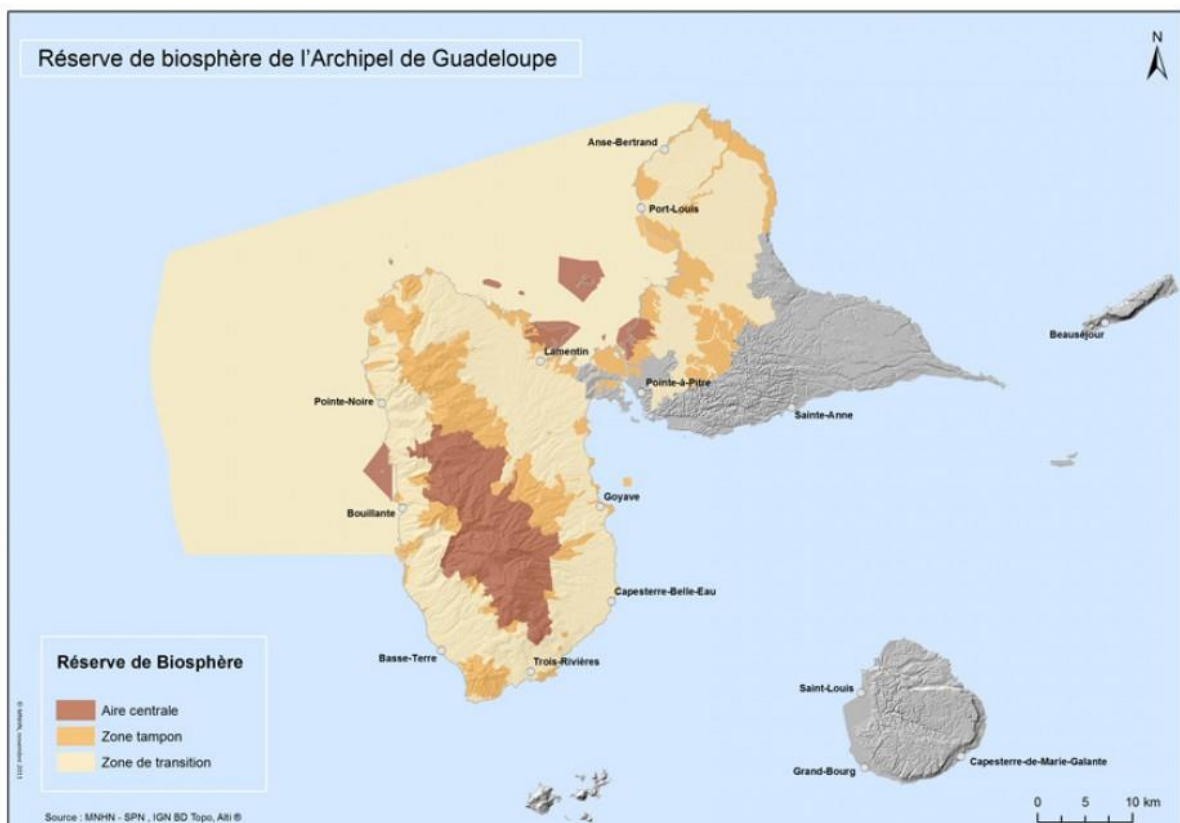 Réserve de biosphère de l'Archipel de Guadeloupe
N
Anse-Bertrand
Port-Louis
Beauséjour
Lamentin
Pointe-à-Pitre
Pointe-Noire
Sainte-Anne
Goyave
Bouillante
Capesterre-Belle-Eau
Basse-Terre
Trois-Rivières
Saint-Louis
Grand-Bourg
Capesterre-de-Marie-Galante
Réserve de Biosphère
Aire centrale
Zone tampon
Zone de transition
© MNHN, novembre 2011
Source : MNHN - SPN , IGN BD Topo, Alti ®
0 5 10 km